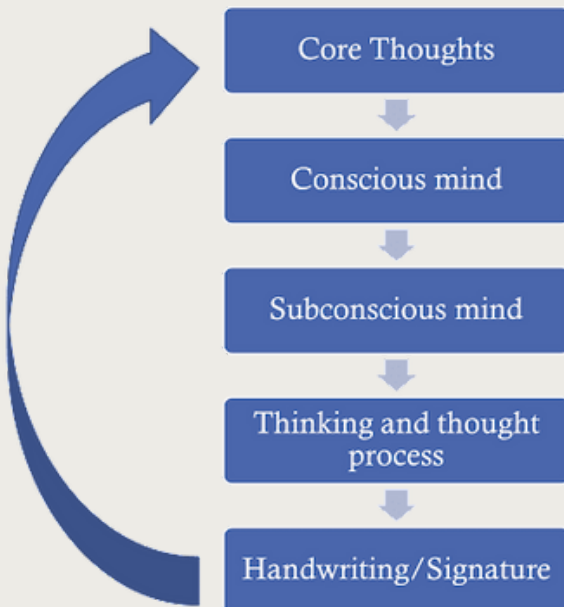 Core Thoughts
Conscious mind
Subconscious mind
Thinking and thought
process
Handwriting/Signature